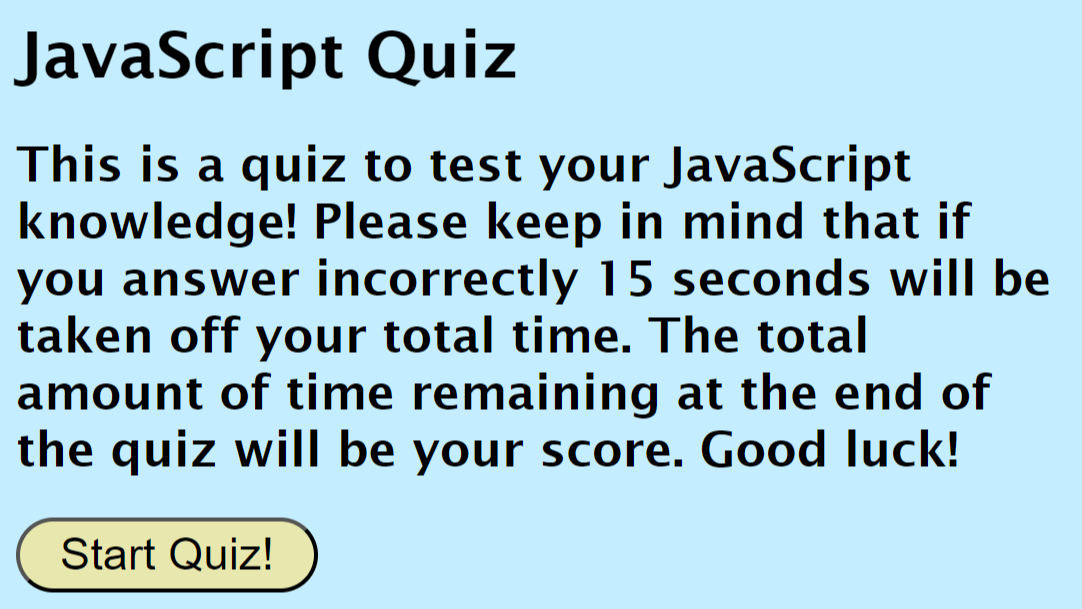 JavaScript Quiz
This is a quiz to test your JavaScript
knowledge! Please keep in mind that if
you answer incorrectly 15 seconds will be
taken off your total time. The total
amount of time remaining at the end of
the quiz will be your score. Good luck!
Start Quiz!